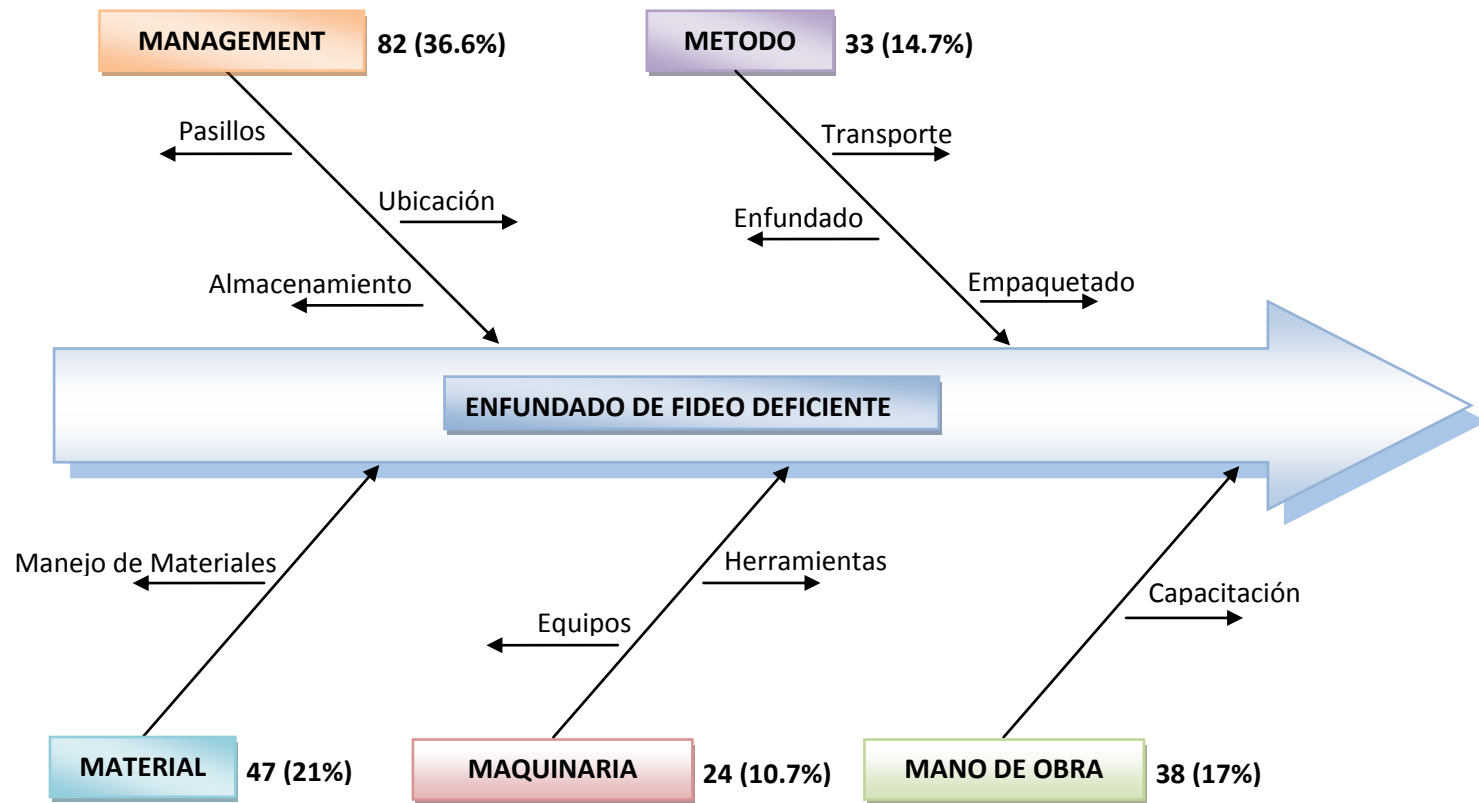 MANAGEMENT
82 (36.6%)
METODO
33 (14.7%)
Pasillos
Transporte
Ubicación
Enfundado
Almacenamiento
Empaquetado
ENFUNDADO DE FIDEO DEFICIENTE
Manejo de Materiales
Herramientas
Capacitación
Equipos
MATERIAL
47 (21%)
MAQUINARIA
24 (10.7%)
MANO DE OBRA
38 (17%)